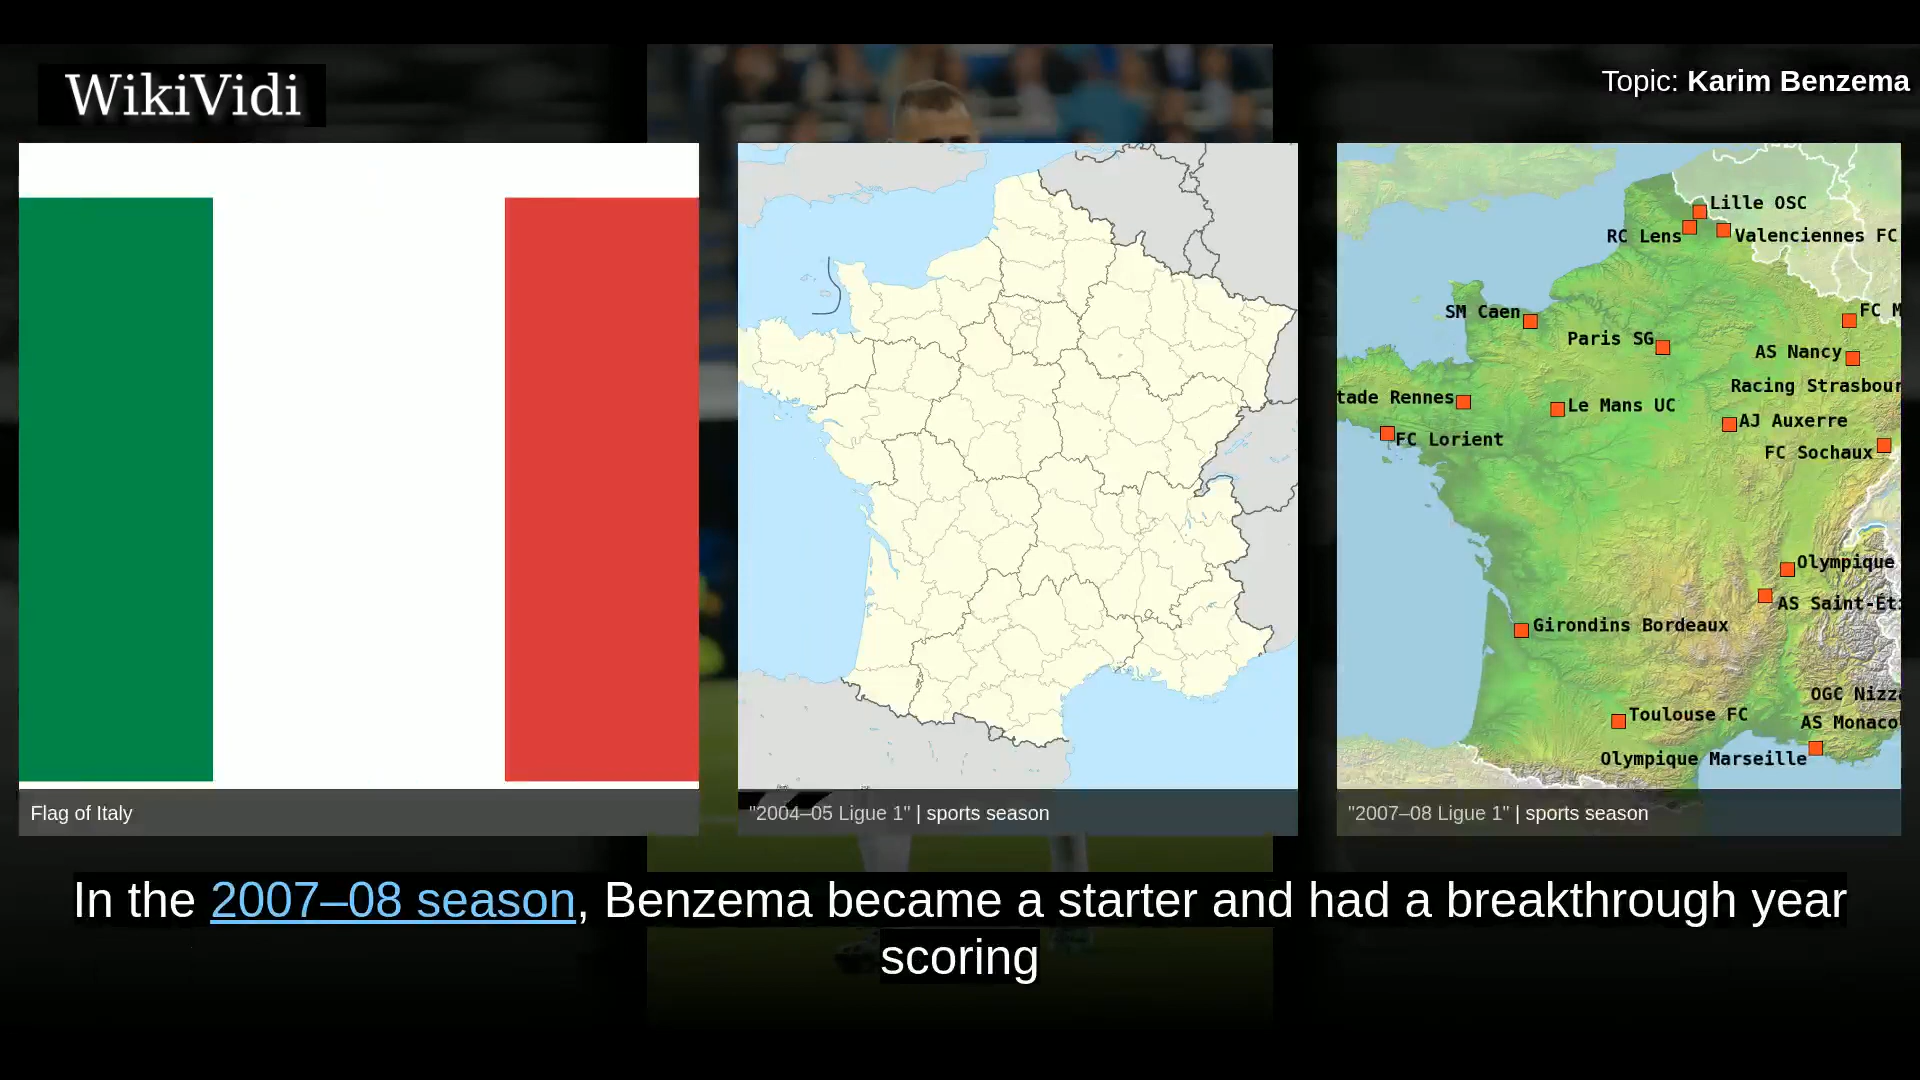 WikiVidi
Topic: Karim Benzema
Lille OSC
RC Lens
Valenciennes FC
SM Caen
FC M
Paris SG
AS Nancy
Racing Strasbour
tade Rennes
Le Mans UC
AJ Auxerre
FC Lorient
FC Sochaux
Olympique
AS Saint-Ét
Girondins Bordeaux
OGC Nizza
Toulouse FC
AS Monaco
Olympique Marseille
Flag of Italy
"2004–05 Ligue 1" | sports season
"2007–08 Ligue 1" | sports season
In the 2007–08 season, Benzema became a starter and had a breakthrough year
scoring